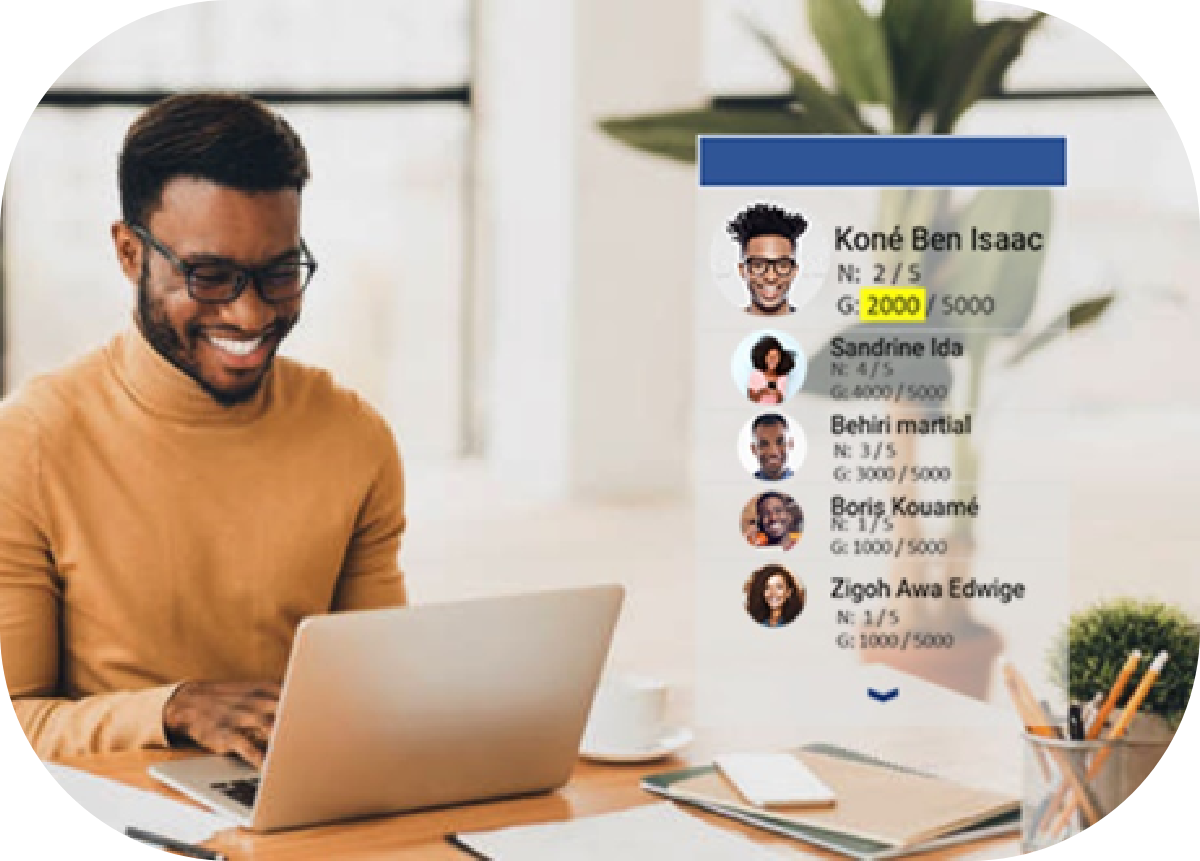 Koné Ben Isaac
N: 2 / 5
G: 2000 / 5000
Sandrine Ida
N: 4 / 5
G: 4000 / 5000
Behiri martial
N: 3 / 5
G: 3000 / 5000
Boris Kouamé
N: 1 / 5
G: 1000 / 5000
Zigoh Awa Edwige
N: 1 / 5
G: 1000 / 5000